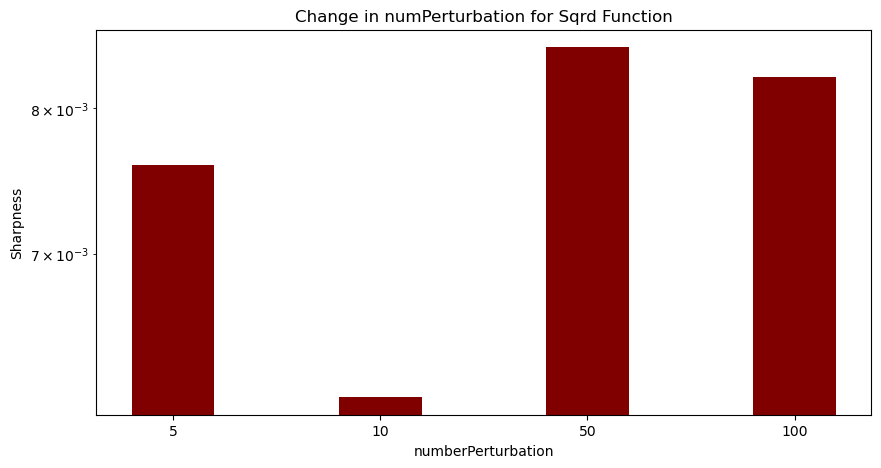 Change in numPerturbation for Sqrd Function
8 × 10⁻³
7 × 10⁻³
Sharpness
5 10 50 100
numberPerturbation